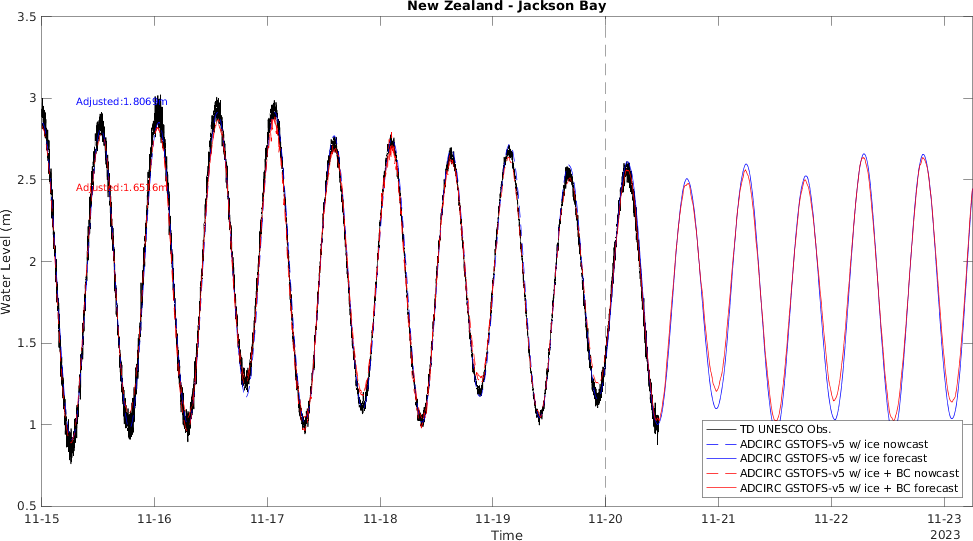 New Zealand - Jackson Bay
3.5
3
2.5
2
1.5
1
0.5
Water Level (m)
Adjusted:1.8069m
Adjusted:1.6516m
TD UNESCO Obs.
ADCIRC GSTOFS-v5 w/ ice nowcast
ADCIRC GSTOFS-v5 w/ ice forecast
ADCIRC GSTOFS-v5 w/ ice + BC nowcast
ADCIRC GSTOFS-v5 w/ ice + BC forecast
11-15 11-16 11-17 11-18 11-19 11-20 11-21 11-22 11-23
Time
2023